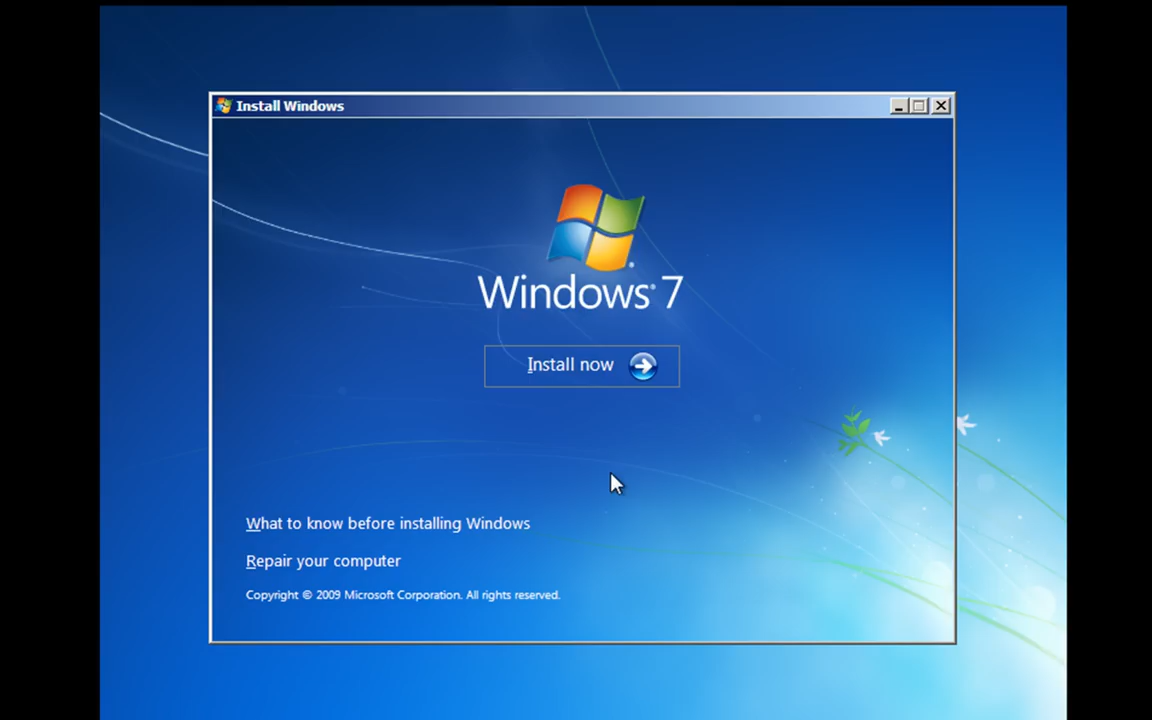 Install Windows
Windows® 7
Install now
What to know before installing Windows
Repair your computer
Copyright © 2009 Microsoft Corporation. All rights reserved.